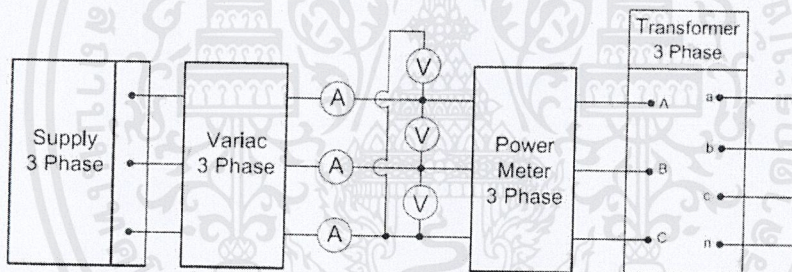 Transformer
3 Phase
Supply
3 Phase
Variac
3 Phase
A
A
A
V
V
V
Power
Meter
3 Phase
A
B
C
a
b
c
n